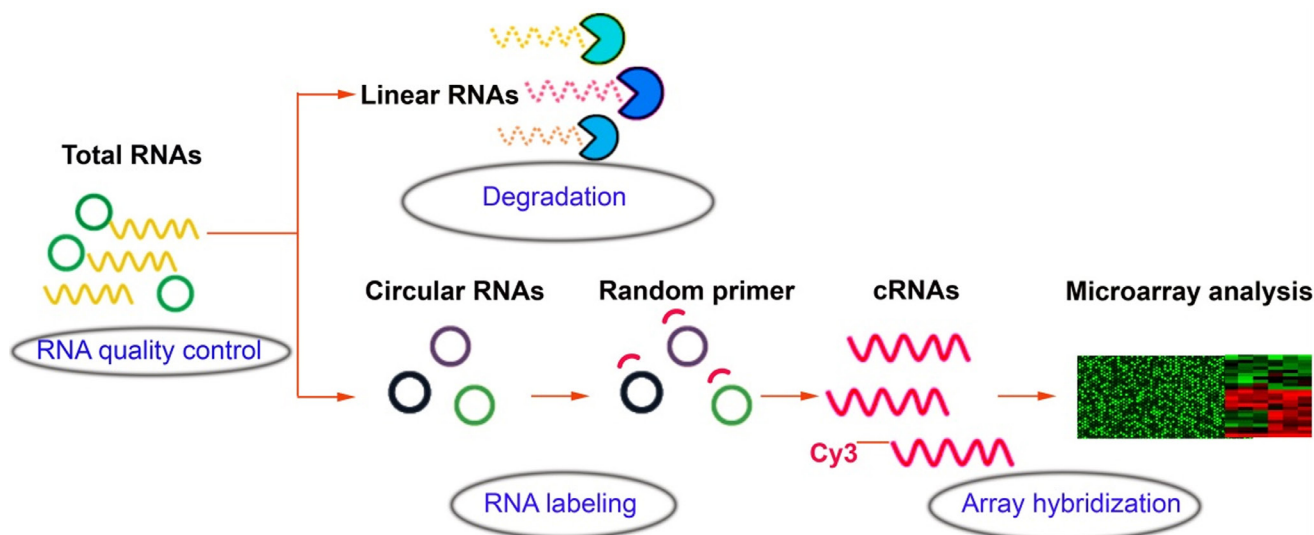 Linear RNAs
Total RNAs
Degradation
Circular RNAs
Random primer
cRNAs
Microarray analysis
RNA quality control
Cy3
RNA labeling
Array hybridization